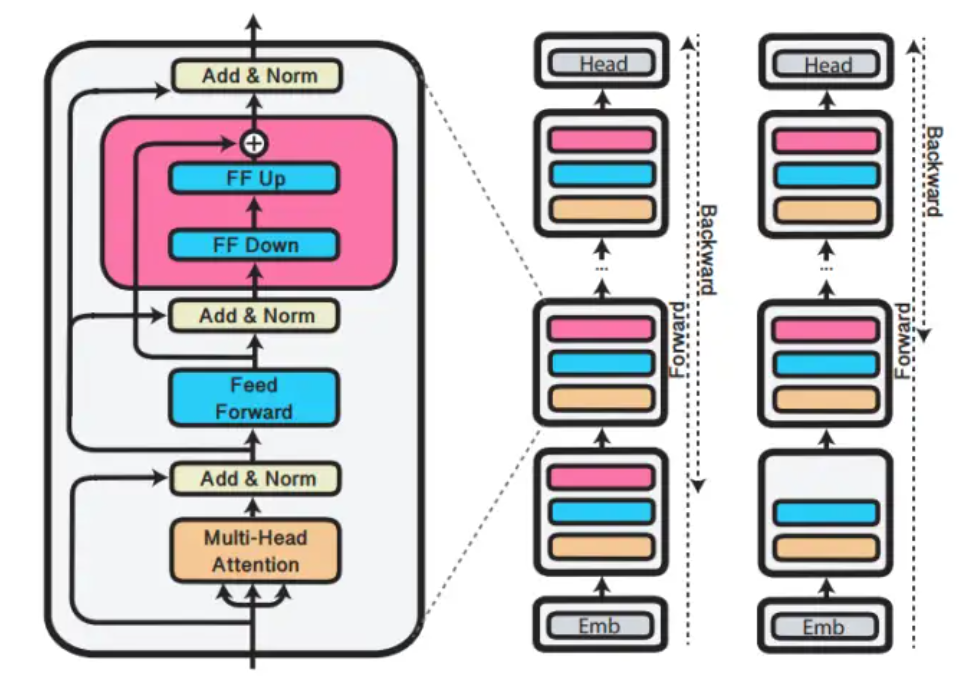 Add & Norm
FF Up
FF Down
Add & Norm
Feed
Forward
Add & Norm
Multi-Head
Attention
Head
...
Emb
Backward
Forward
Head
...
Emb
Backward
Forward